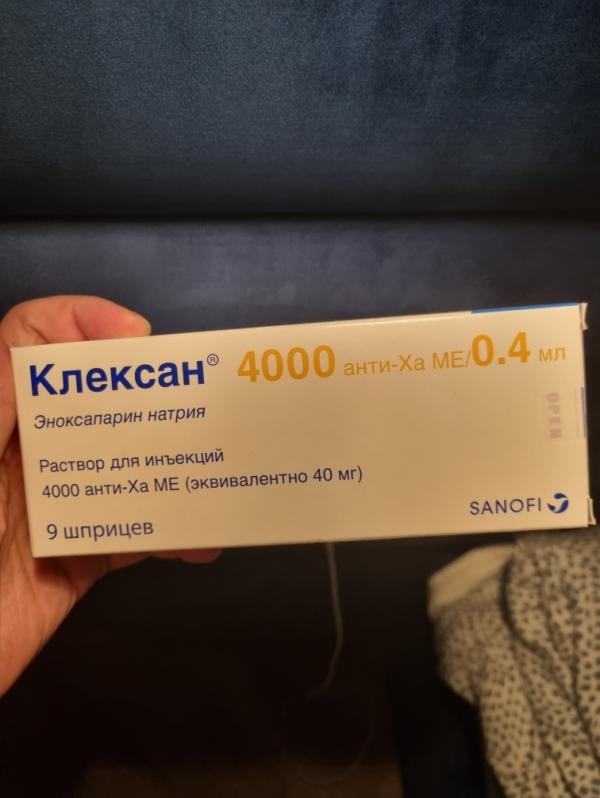 Клексан® 4000 анти-Ха МЕ/0.4 мл
Эноксапарин натрия
OPEN
Раствор для инъекций
4000 анти-Ха МЕ (эквивалентно 40 мг)
9 шприцев
SANOFI